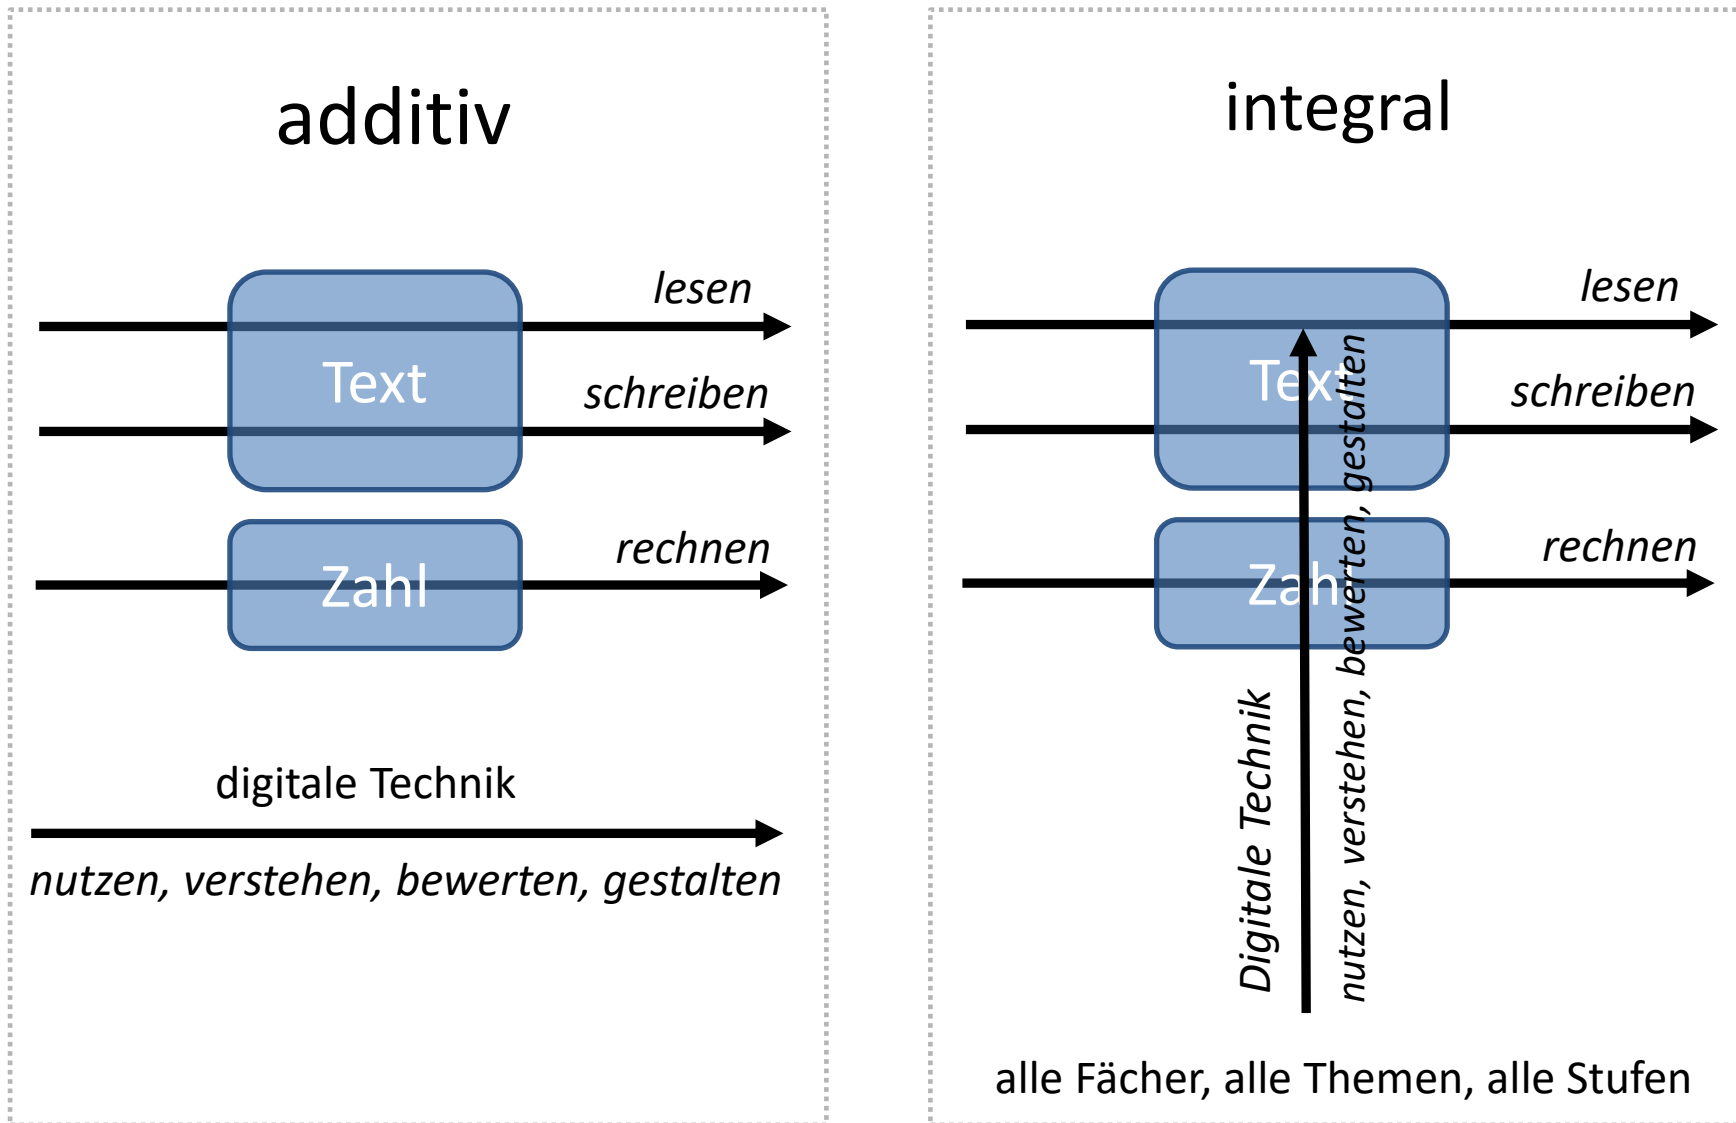 additiv
lesen
Text
schreiben
rechnen
Zahl
digitale Technik
nutzen, verstehen, bewerten, gestalten
integral
lesen
Text
schreiben
rechnen
Zahl
Digitale Technik
nutzen, verstehen, bewerten, gestalten
alle Fächer, alle Themen, alle Stufen